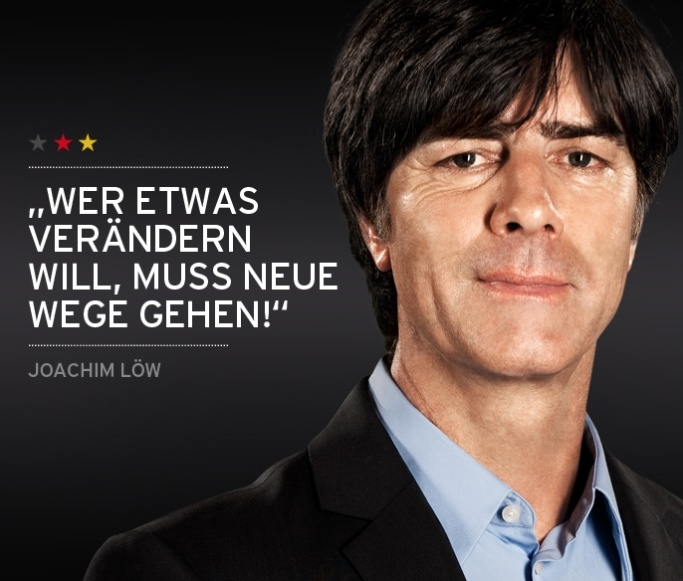 „WER ETWAS
VERÄNDERN
WILL, MUSS NEUE
WEGE GEHEN!“
JOACHIM LÖW